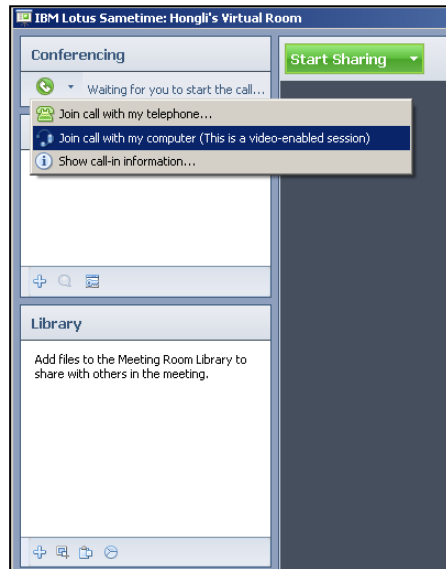 IBM Lotus Sametime: Hongli's Virtual Room
Conferencing
Start Sharing
Waiting for you to start the call...
Join call with my telephone...
Join call with my computer (This is a video-enabled session)
Show call-in information...
Library
Add files to the Meeting Room Library to
share with others in the meeting.